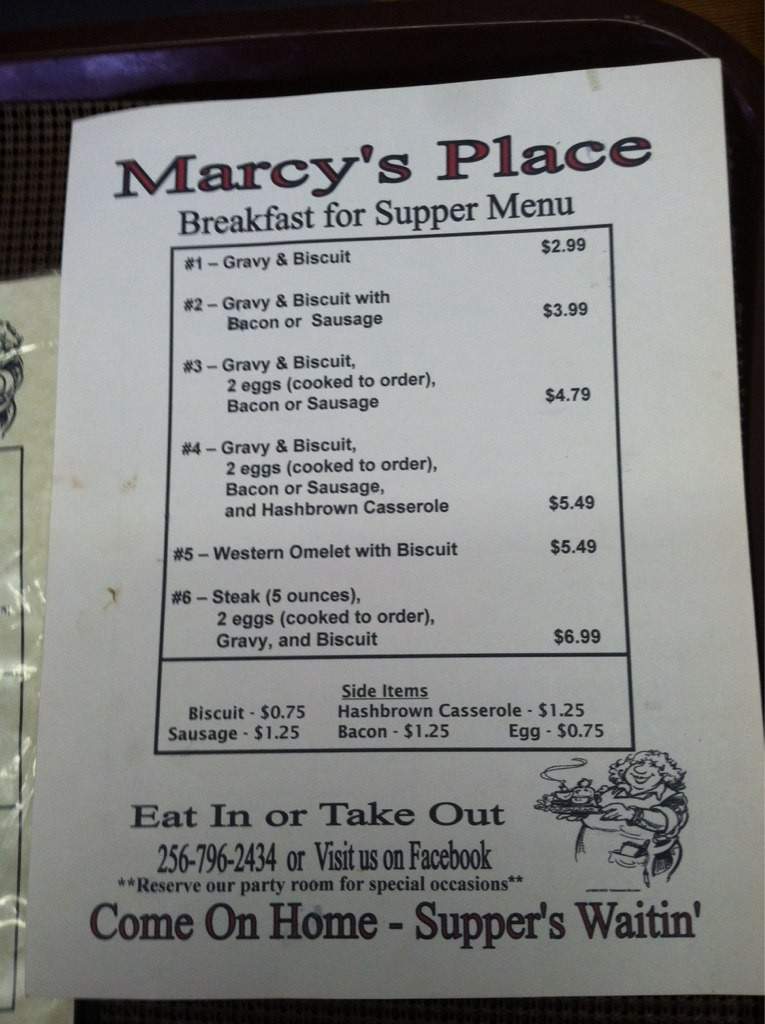 Marcy's Place
Breakfast for Supper Menu
#1 – Gravy & Biscuit $2.99
#2 – Gravy & Biscuit with
Bacon or Sausage $3.99
#3 – Gravy & Biscuit,
2 eggs (cooked to order),
Bacon or Sausage $4.79
#4 – Gravy & Biscuit,
2 eggs (cooked to order),
Bacon or Sausage,
and Hashbrown Casserole $5.49
#5 – Western Omelet with Biscuit $5.49
#6 – Steak (5 ounces),
2 eggs (cooked to order),
Gravy, and Biscuit $6.99
Side Items
Biscuit - $0.75 Hashbrown Casserole - $1.25
Sausage - $1.25 Bacon - $1.25 Egg - $0.75
Eat In or Take Out
256-796-2434 or Visit us on Facebook
**Reserve our party room for special occasions**
Come On Home - Supper's Waitin'